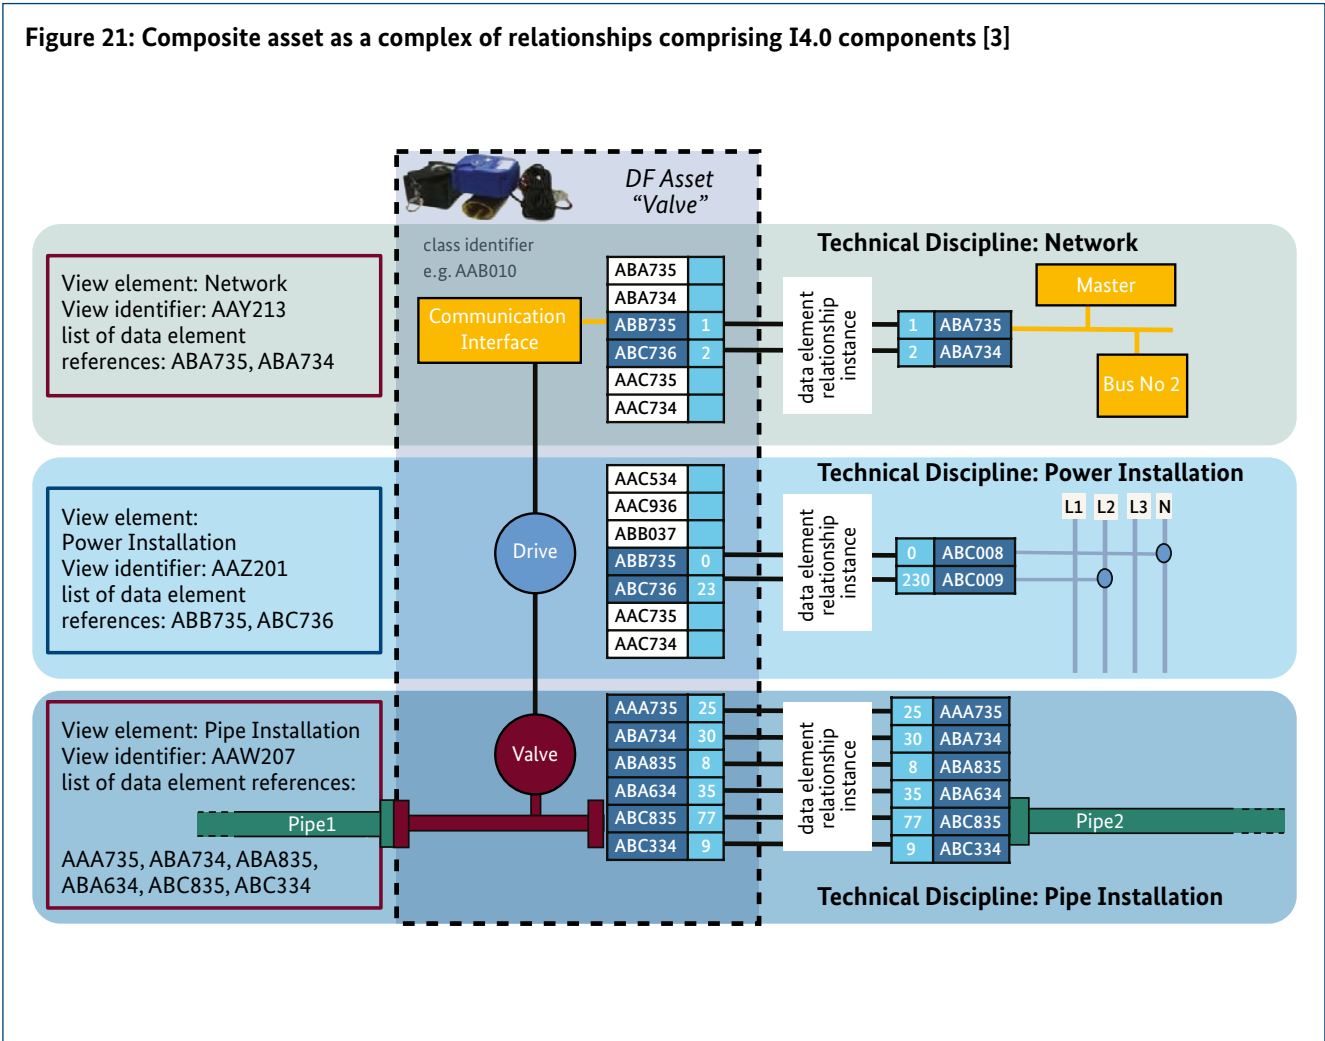 Figure 21: Composite asset as a complex of relationships comprising I4.0 components [3]
DF Asset
"Valve"
class identifier
e.g. AAB010
Technical Discipline: Network
View element: Network
View identifier: AAY213
list of data element
references: ABA735, ABA734
Communication
Interface
ABA735
ABA734
ABB735 1
ABC736 2
AAC735
AAC734
data element
relationship
instance
1 ABA735
2 ABA734
Master
Bus No 2
Technical Discipline: Power Installation
View element:
Power Installation
View identifier: AAZ201
list of data element
references: ABB735, ABC736
Drive
AAC534
AAC936
ABB037
ABB735 0
ABC736 23
AAC735
AAC734
data element
relationship
instance
0 ABC008
230 ABC009
L1 L2 L3 N
View element: Pipe Installation
View identifier: AAW207
list of data element references:
Pipe1
AAA735, ABA734, ABA835,
ABA634, ABC835, ABC334
Valve
AAA735 25
ABA734 30
ABA835 8
ABA634 35
ABC835 77
ABC334 9
data element
relationship
instance
25 AAA735
30 ABA734
8 ABA835
35 ABA634
77 ABC835
9 ABC334
Pipe2
Technical Discipline: Pipe Installation